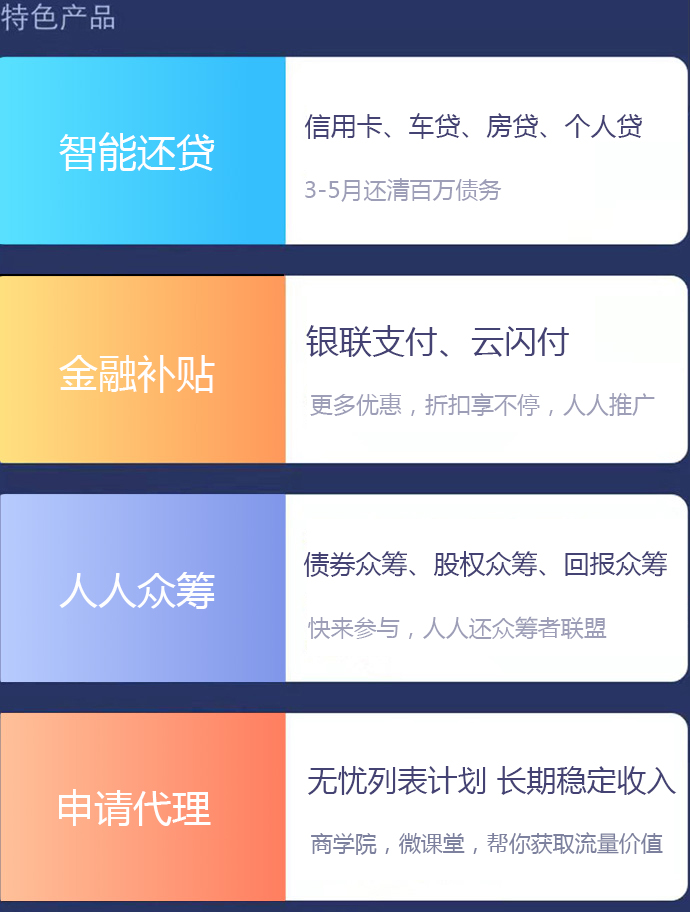 特色产品
智能还贷
信用卡、车贷、房贷、个人贷
3-5月还清百万债务
金融补贴
银联支付、云闪付
更多优惠，折扣享不停，人人推广
人人众筹
债券众筹、股权众筹、回报众筹
快来参与，人人还众筹者联盟
申请代理
无忧列表计划 长期稳定收入
商学院，微课堂，帮你获取流量价值